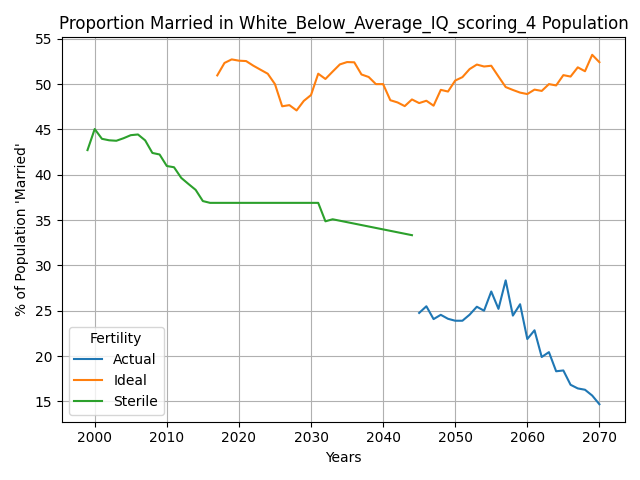 Proportion Married in White_Below_Average_IQ_scoring_4 Population
% of Population 'Married'
55
50
45
40
35
30
25
20
15
Fertility
Actual
Ideal
Sterile
2000 2010 2020 2030 2040 2050 2060 2070
Years